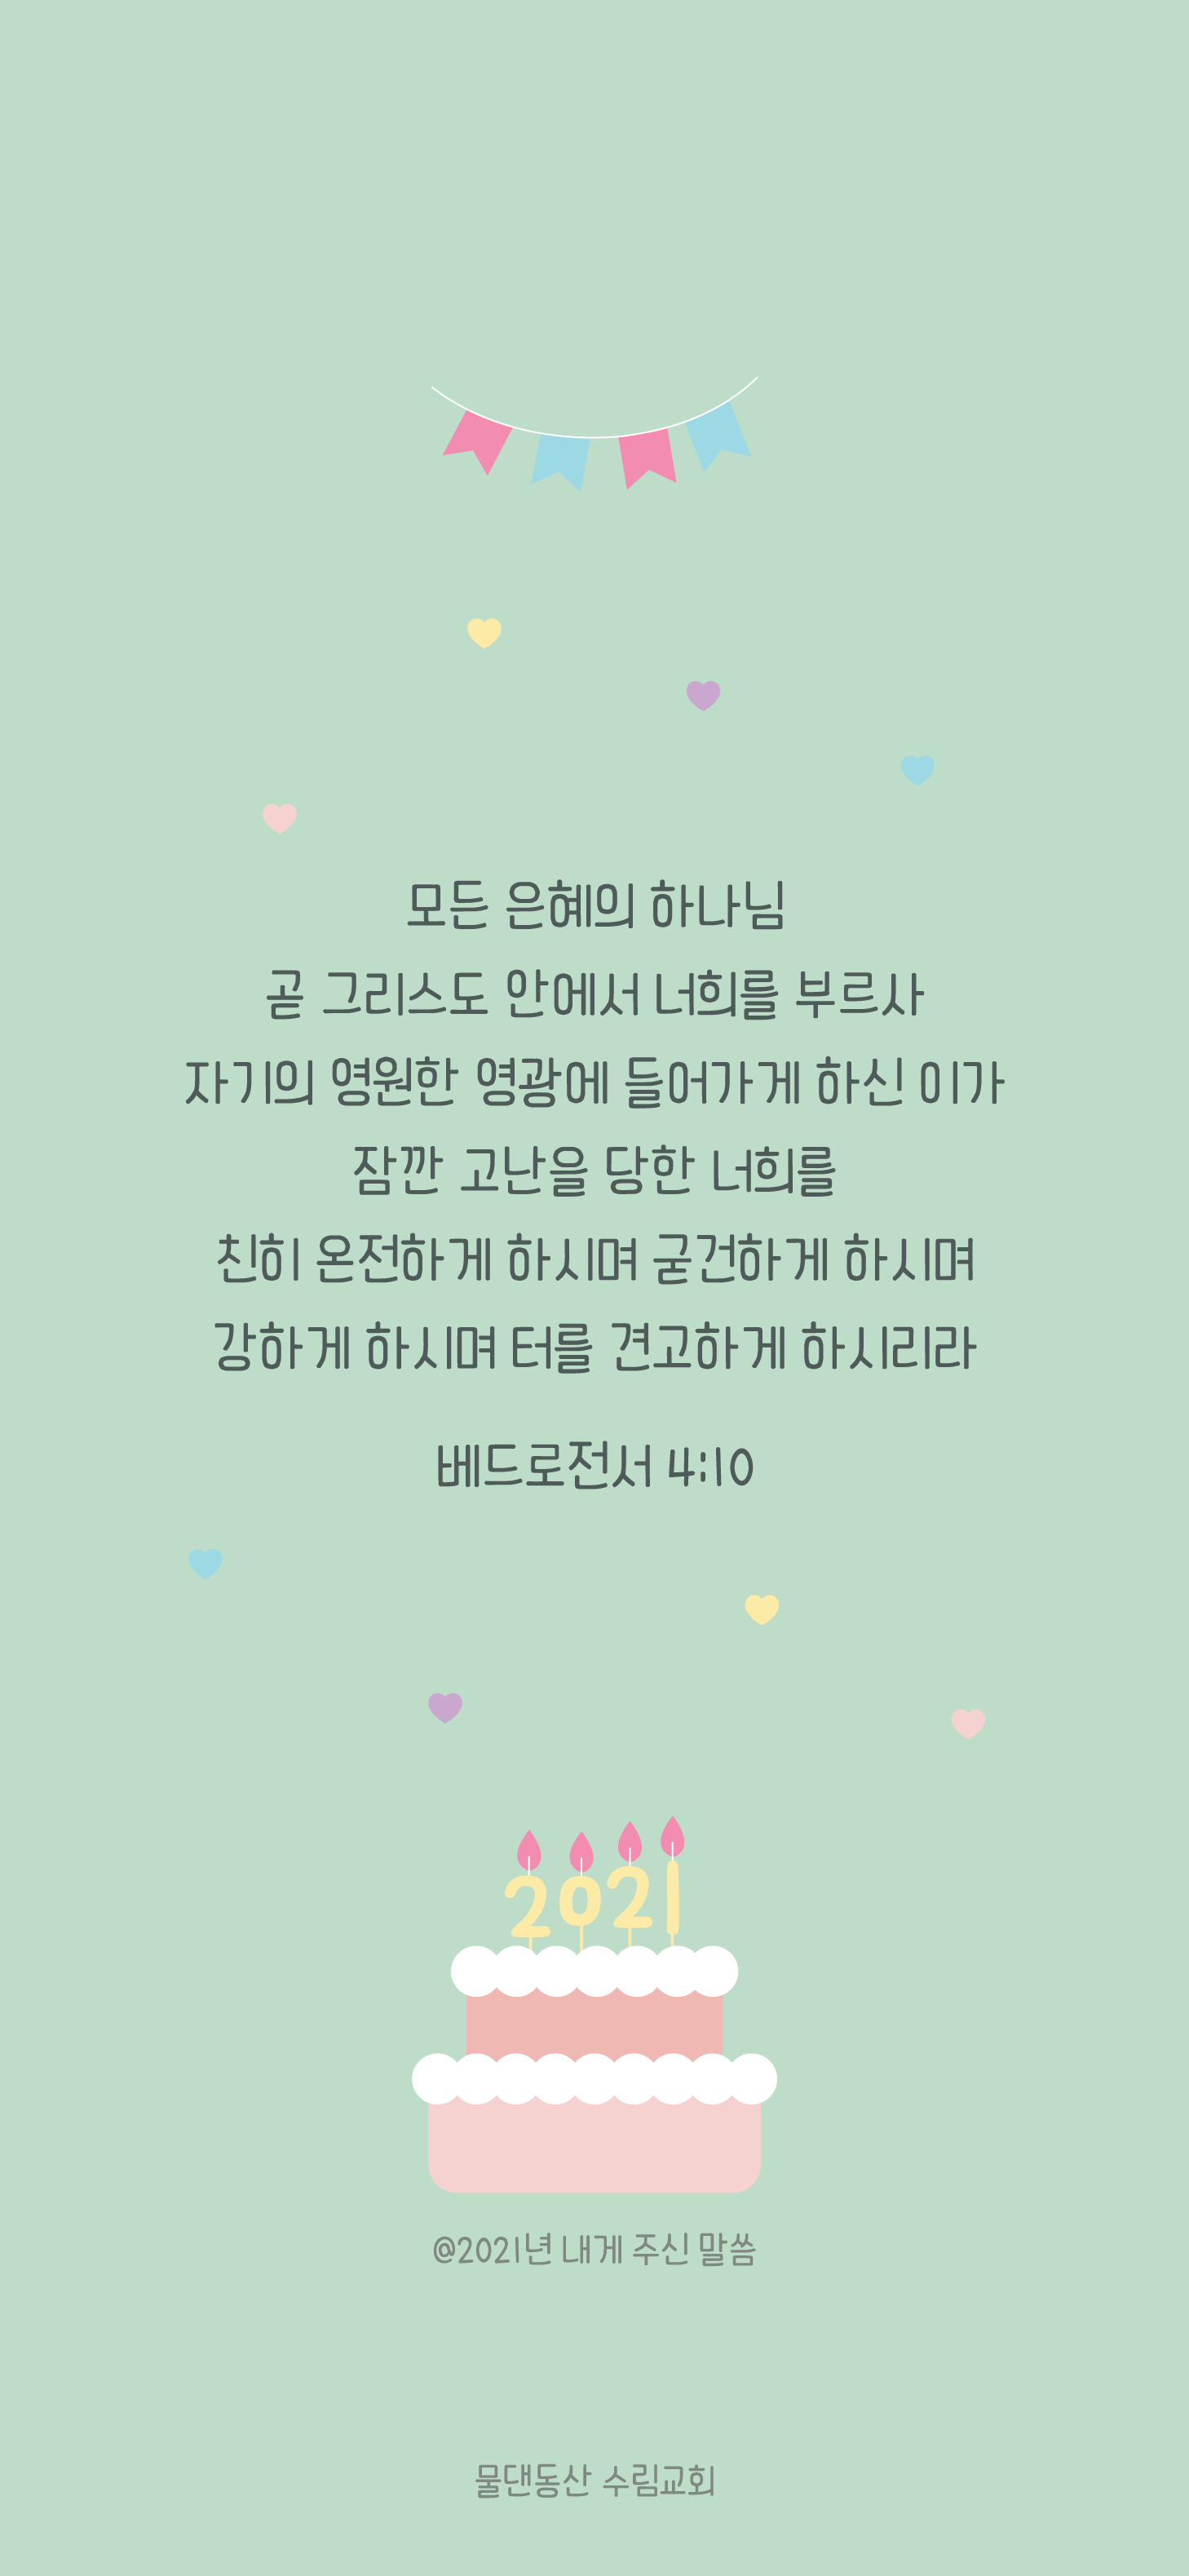 모든 은혜의 하나님
곧 그리스도 안에서 너희를 부르사
자기의 영원한 영광에 들어가게 하신 이가
잠깐 고난을 당한 너희를
친히 온전하게 하시며 굳건하게 하시며
강하게 하시며 터를 견고하게 하시리라
베드로전서 4:10
2021
@2021년 내게 주신 말씀
물댄동산 수림교회